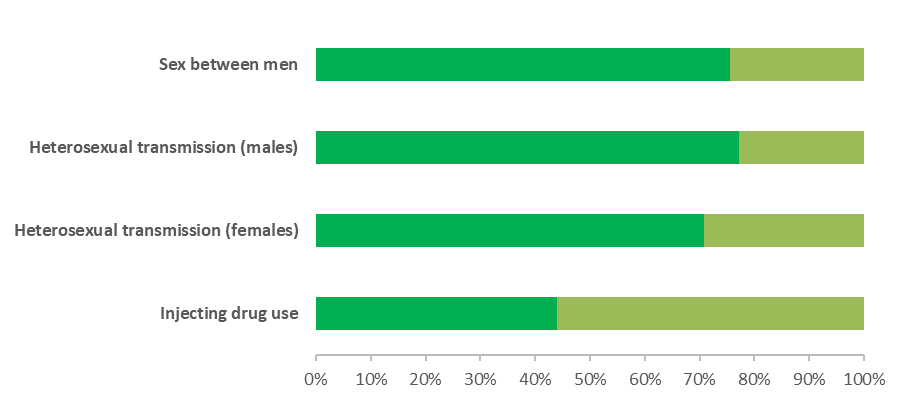 Sex between men
Heterosexual transmission (males)
Heterosexual transmission (females)
Injecting drug use
0% 10% 20% 30% 40% 50% 60% 70% 80% 90% 100%